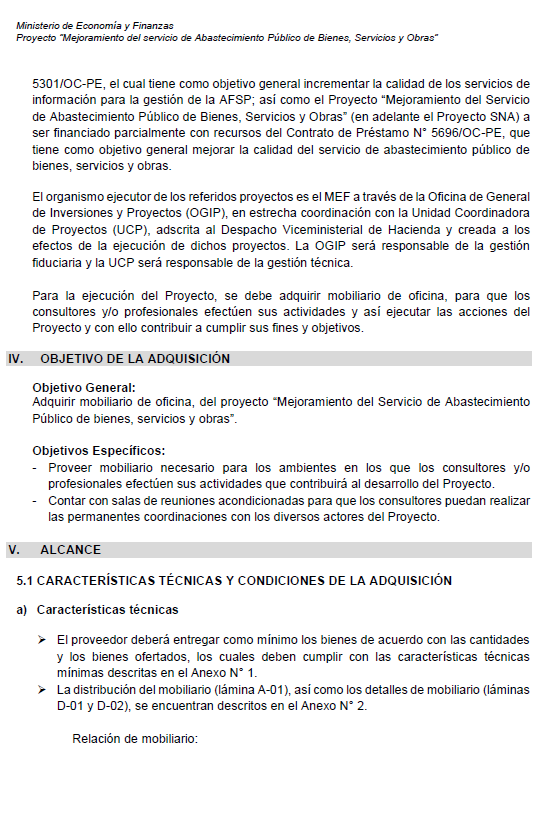 Ministerio de Economía y Finanzas
Proyecto "Mejoramiento del servicio de Abastecimiento Público de Bienes, Servicios y Obras"
5301/OC-PE, el cual tiene como objetivo general incrementar la calidad de los servicios de
información para la gestión de la AFSP; así como el Proyecto "Mejoramiento del Servicio
de Abastecimiento Público de Bienes, Servicios y Obras" (en adelante el Proyecto SNA) a
ser financiado parcialmente con recursos del Contrato de Préstamo N° 5696/OC-PE, que
tiene como objetivo general mejorar la calidad del servicio de abastecimiento público de
bienes, servicios y obras.
El organismo ejecutor de los referidos proyectos es el MEF a través de la Oficina de General
de Inversiones y Proyectos (OGIP), en estrecha coordinación con la Unidad Coordinadora
de Proyectos (UCP), adscrita al Despacho Viceministerial de Hacienda y creada a los
efectos de la ejecución de dichos proyectos. La OGIP será responsable de la gestión
fiduciaria y la UCP será responsable de la gestión técnica.
Para la ejecución del Proyecto, se debe adquirir mobiliario de oficina, para que los
consultores y/o profesionales efectúen sus actividades y así ejecutar las acciones del
Proyecto y con ello contribuir a cumplir sus fines y objetivos.
IV. OBJETIVO DE LA ADQUISICIÓN
Objetivo General:
Adquirir mobiliario de oficina, del proyecto "Mejoramiento del Servicio de Abastecimiento
Público de bienes, servicios y obras".
Objetivos Específicos:
- Proveer mobiliario necesario para los ambientes en los que los consultores y/o
profesionales efectúen sus actividades que contribuirá al desarrollo del Proyecto.
- Contar con salas de reuniones acondicionadas para que los consultores puedan realizar
las permanentes coordinaciones con los diversos actores del Proyecto.
V. ALCANCE
5.1 CARACTERÍSTICAS TÉCNICAS Y CONDICIONES DE LA ADQUISICIÓN
a) Características técnicas
➢ El proveedor deberá entregar como mínimo los bienes de acuerdo con las cantidades
y los bienes ofertados, los cuales deben cumplir con las características técnicas
mínimas descritas en el Anexo N° 1.
➢ La distribución del mobiliario (lámina A-01), así como los detalles de mobiliario (láminas
D-01 y D-02), se encuentran descritos en el Anexo N° 2.
Relación de mobiliario: